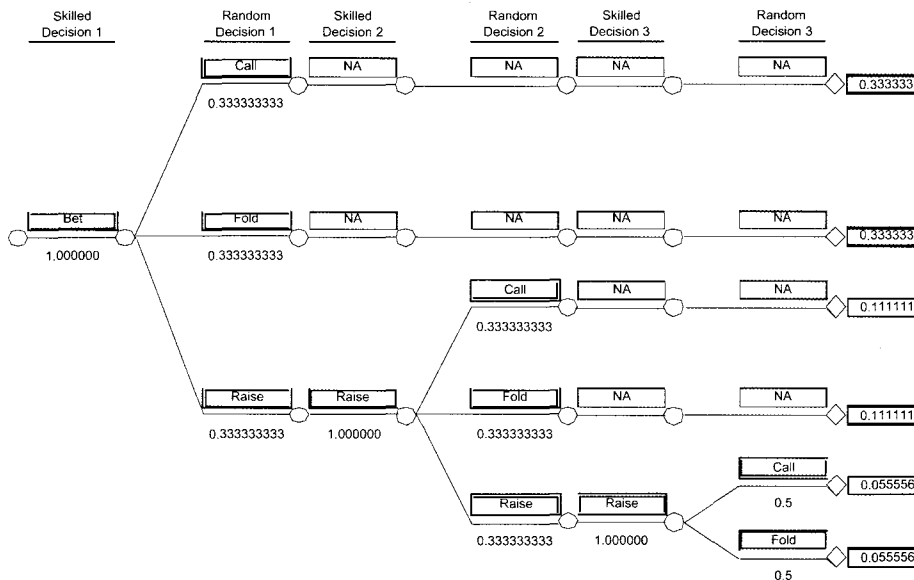 Skilled Decision 1
Random Decision 1
Skilled Decision 2
Random Decision 2
Skilled Decision 3
Random Decision 3
Call NA NA NA NA
0.333333333 0.333333
Bet Fold NA NA NA NA
1.000000 0.333333333 0.333333
Call NA NA
0.333333333 0.111111
Raise Raise Fold NA NA
0.333333333 1.000000 0.333333333 0.111111
Call
0.5 0.055556
Raise Raise
0.333333333 1.000000
Fold
0.5 0.055556